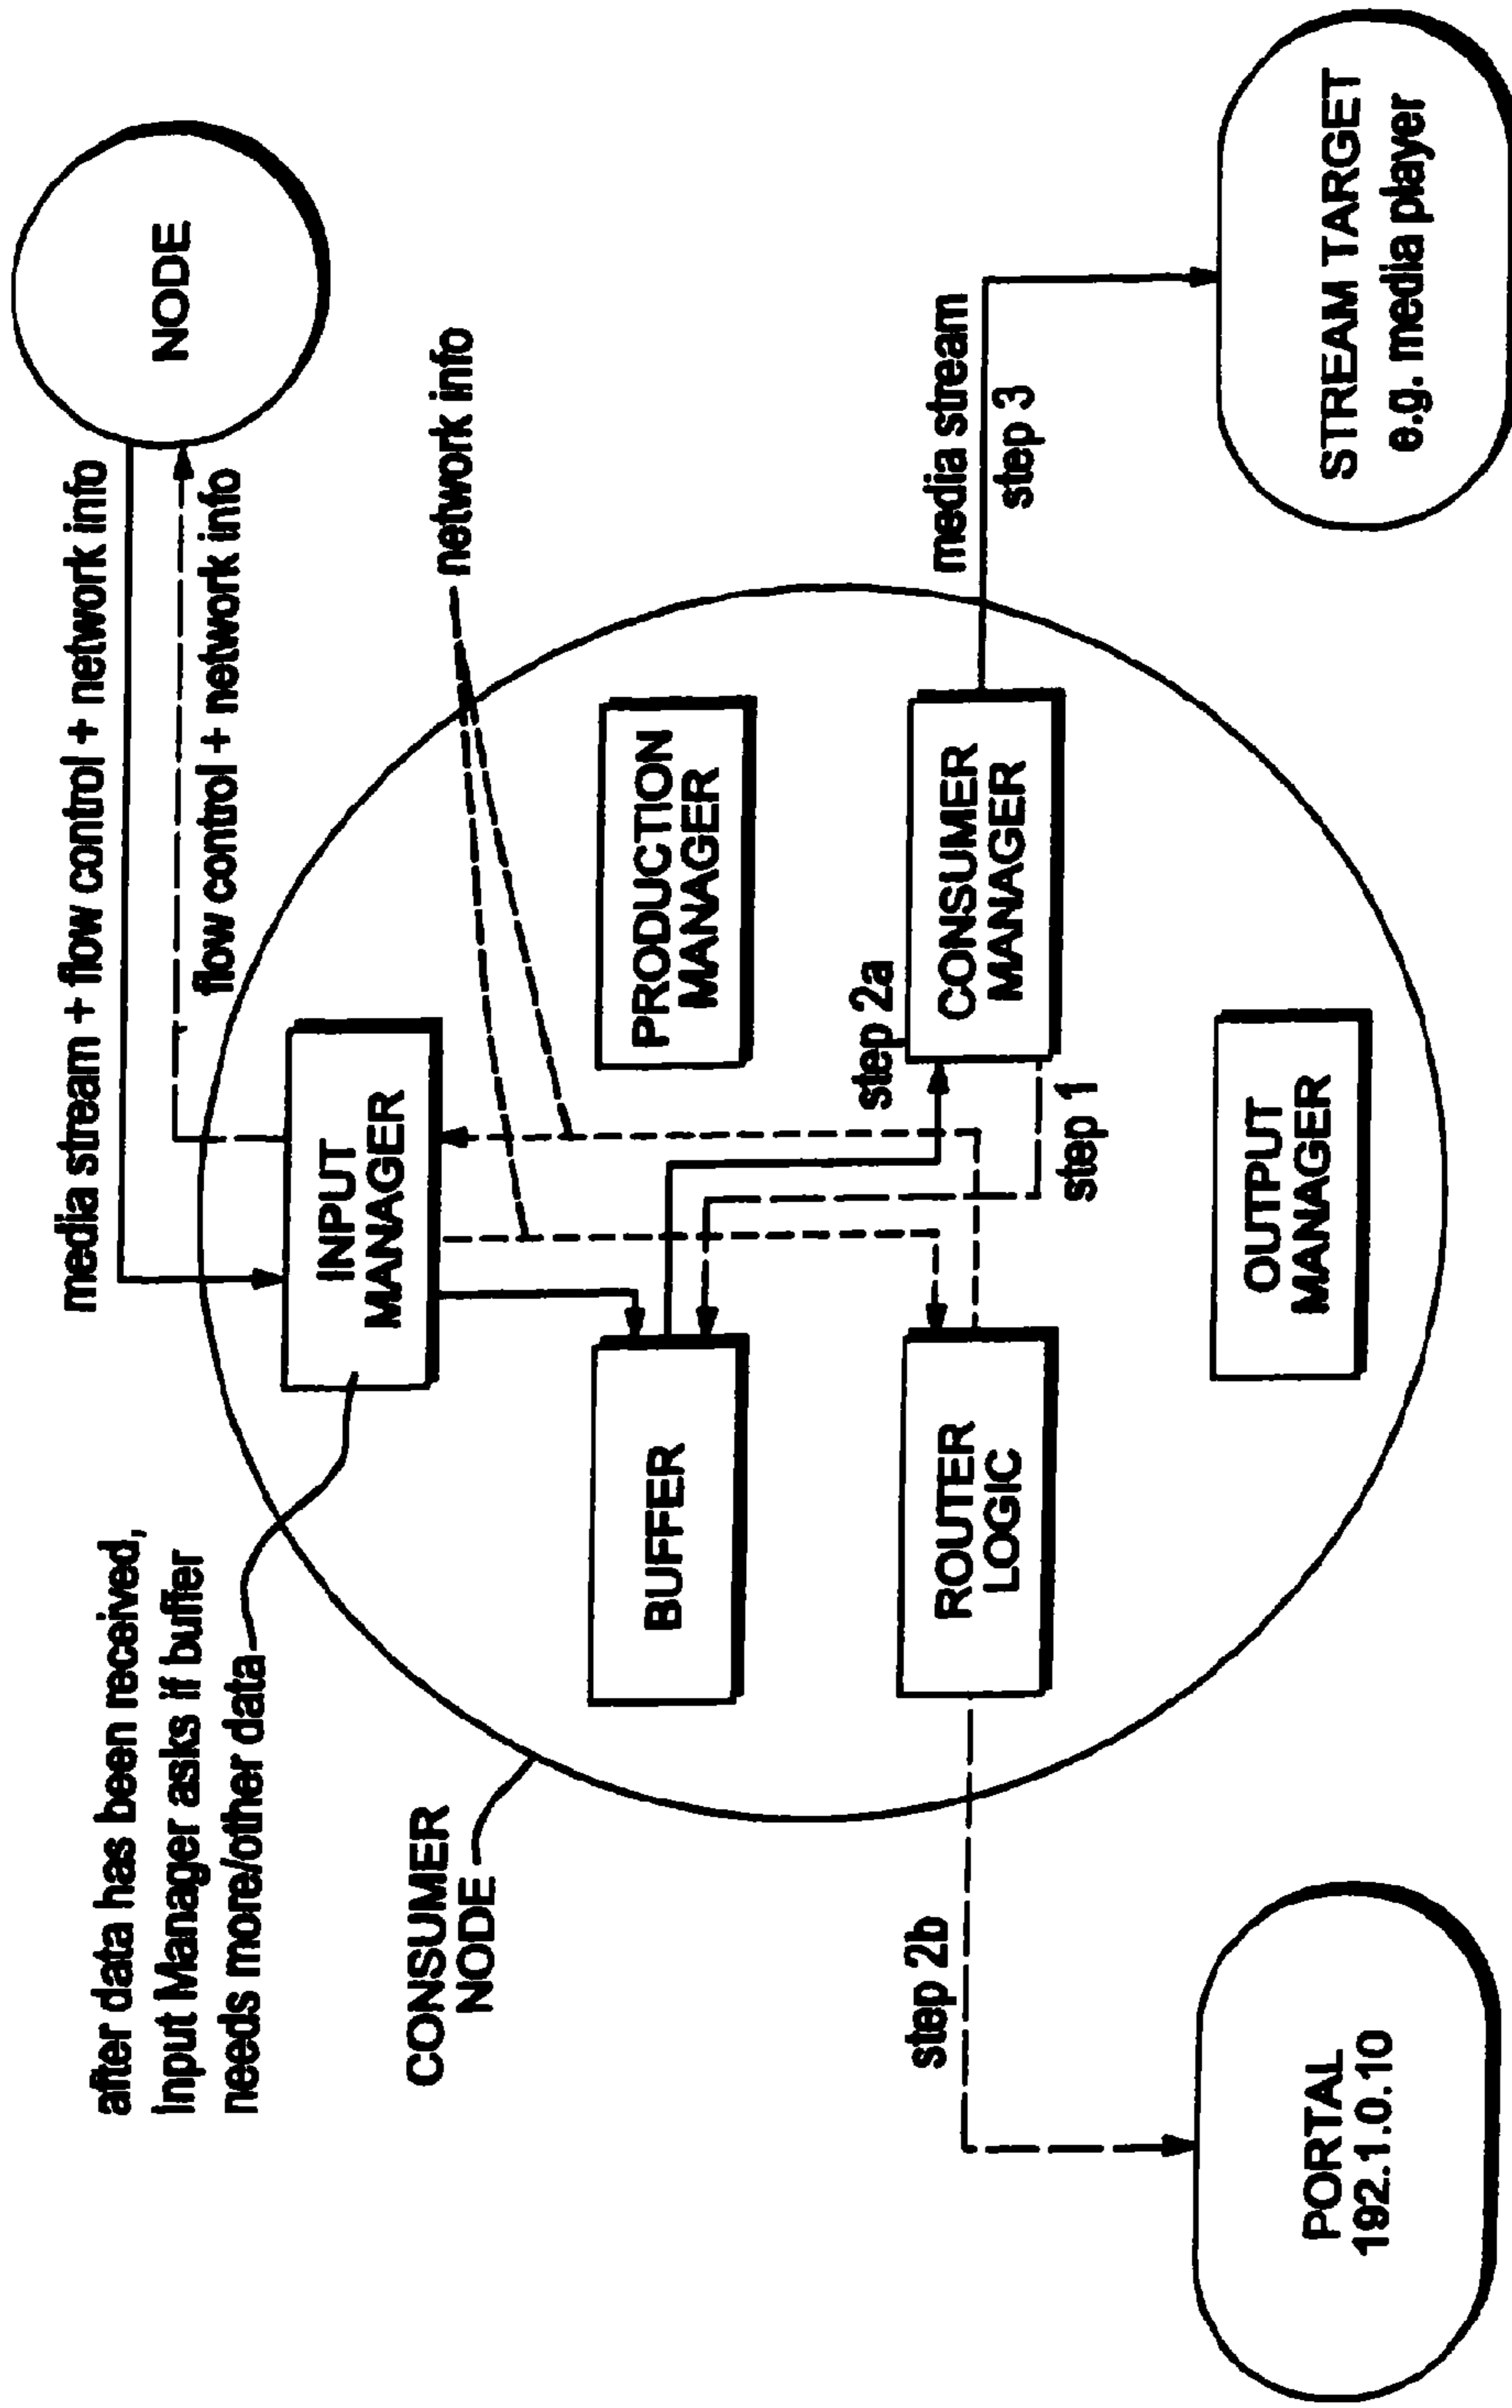 after data has been received,
Input Manager asks if buffer
needs more/other data
media stream + flow control + network info
flow control + network info
NODE
CONSUMER
NODE
INPUT
MANAGER
network info
BUFFER
PRODUCTION
MANAGER
step 2a
step 2b
ROUTER
LOGIC
CONSUMER
MANAGER
media stream
step 3
step 1
PORTAL
192.1.0.10
OUTPUT
MANAGER
STREAM TARGET
e.g. media player